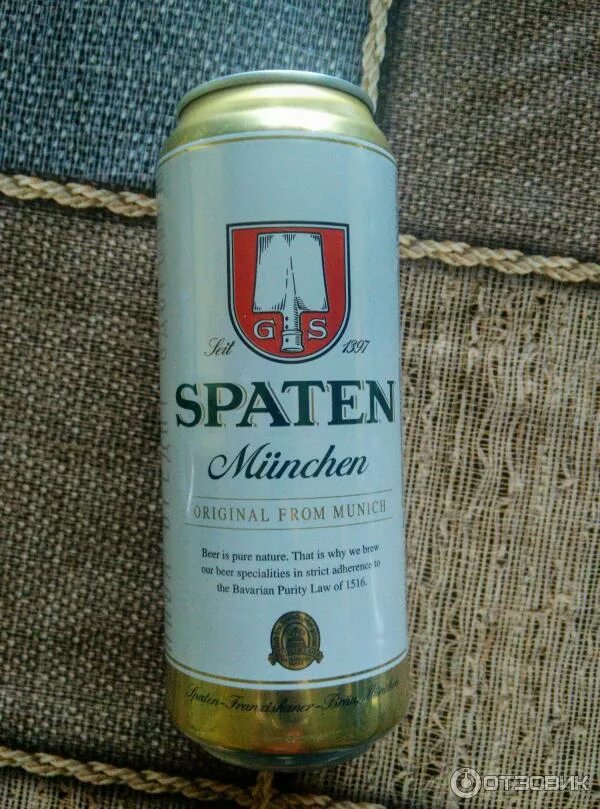 G S
Seit 1397
SPATEN
München
ORIGINAL FROM MUNICH
Beer is pure nature. That is why we brew
our beer specialities in strict adherence to
the Bavarian Purity Law of 1516.
Spaten-Franziskaner-Bräu, München
ОТЗОВИК